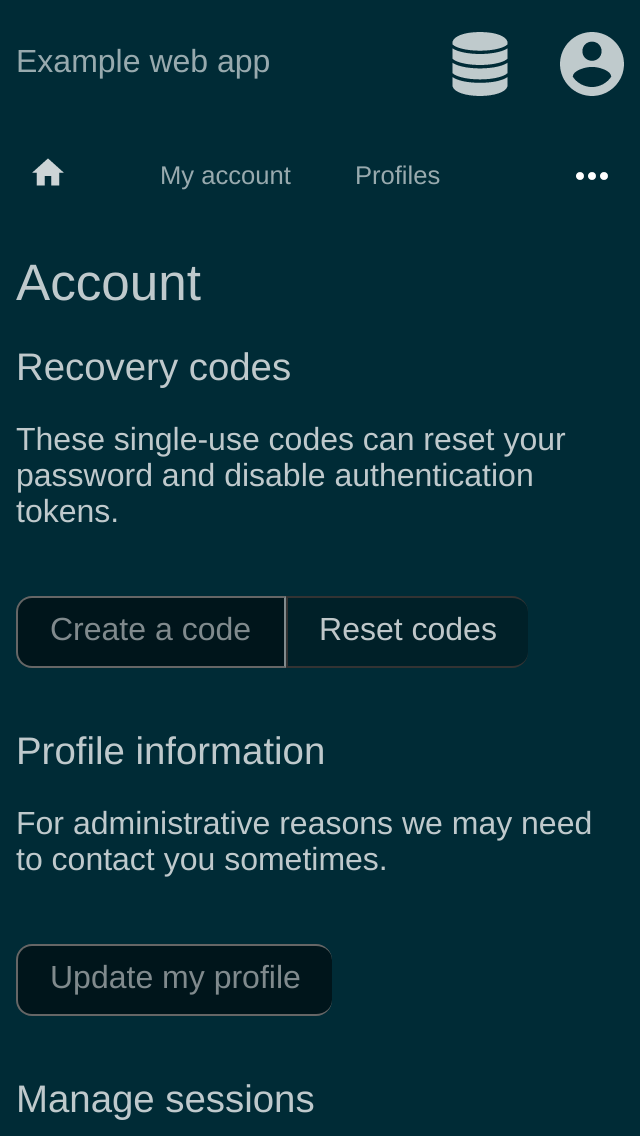 Example web app
My account Profiles
Account
Recovery codes
These single-use codes can reset your
password and disable authentication
tokens.
Create a code Reset codes
Profile information
For administrative reasons we may need
to contact you sometimes.
Update my profile
Manage sessions